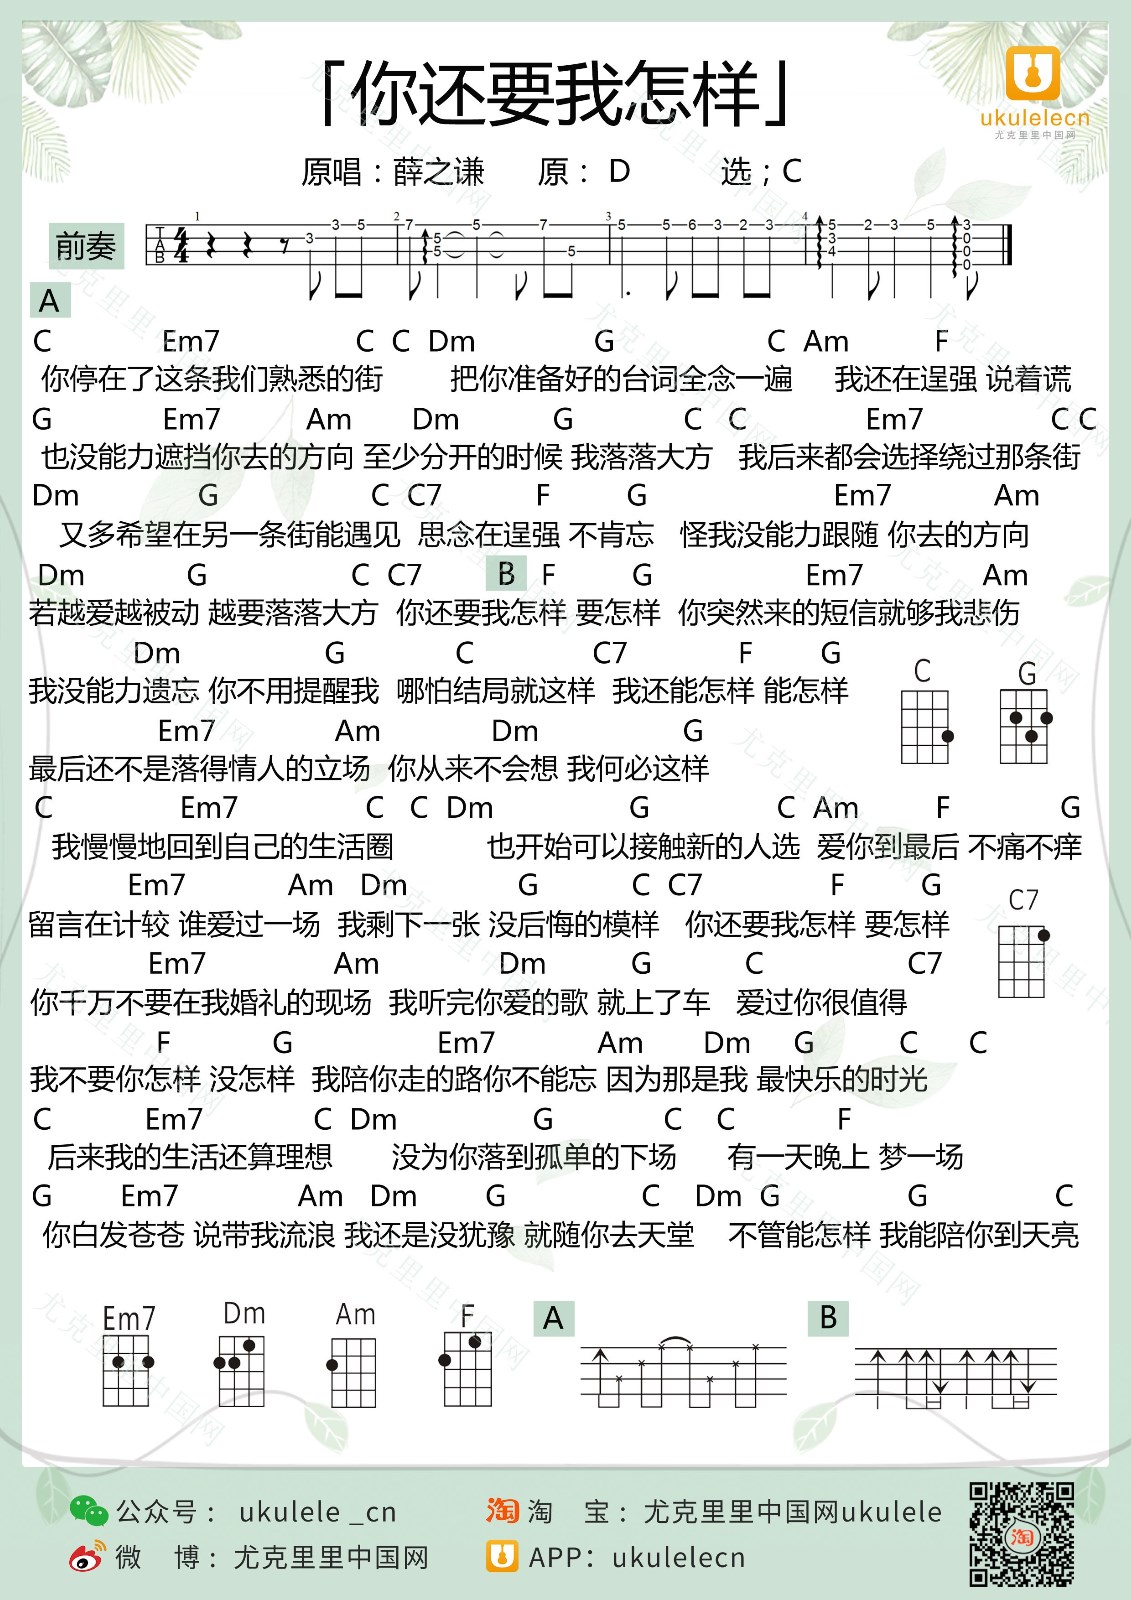 「你还要我怎样」
ukulelecn
尤克里里中国网
原唱：薛之谦 原： D 选；C
前奏
1 2 3 4
T A B 4 4 3 3 5 7 5 5 5 7 5 5 5 6 3 2 3 5 3 4 2 3 5 3 0 0 0
A
C Em7 C C Dm G C Am F
你停在了这条我们熟悉的街 把你准备好的台词全念一遍 我还在逞强 说着谎
G Em7 Am Dm G C C Em7 C C
也没能力遮挡你去的方向 至少分开的时候 我落落大方 我后来都会选择绕过那条街
Dm G C C7 F G Em7 Am
又多希望在另一条街能遇见 思念在逞强 不肯忘 怪我没能力跟随 你去的方向
Dm G C C7 B F G Em7 Am
若越爱越被动 越要落落大方 你还要我怎样 要怎样 你突然来的短信就够我悲伤
Dm G C C7 F G
我没能力遗忘 你不用提醒我 哪怕结局就这样 我还能怎样 能怎样
C G
Em7 Am Dm G
最后还不是落得情人的立场 你从来不会想 我何必这样
C Em7 C C Dm G C Am F G
我慢慢地回到自己的生活圈 也开始可以接触新的人选 爱你到最后 不痛不痒
Em7 Am Dm G C C7 F G
留言在计较 谁爱过一场 我剩下一张 没后悔的模样 你还要我怎样 要怎样
C7
Em7 Am Dm G C C7
你千万不要在我婚礼的现场 我听完你爱的歌 就上了车 爱过你很值得
F G Em7 Am Dm G C C
我不要你怎样 没怎样 我陪你走的路你不能忘 因为那是我 最快乐的时光
C Em7 C Dm G C C F
后来我的生活还算理想 没为你落到孤单的下场 有一天晚上 梦一场
G Em7 Am Dm G C Dm G G C
你白发苍苍 说带我流浪 我还是没犹豫 就随你去天堂 不管能怎样 我能陪你到天亮
Em7 Dm Am F A B
公众号： ukulele _cn 淘 淘 宝：尤克里里中国网ukulele
微 博：尤克里里中国网 APP：ukulelecn
淘